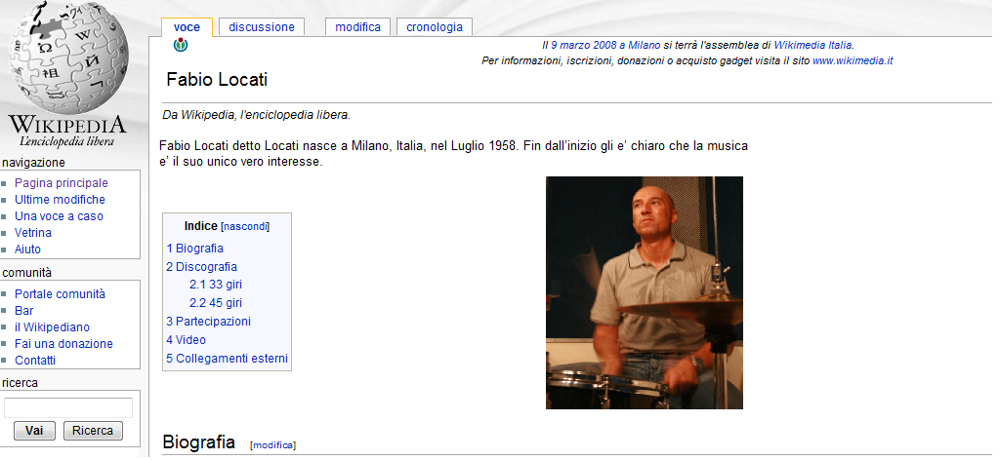 voce
discussione
modifica
cronologia
Il 9 marzo 2008 a Milano si terrà l'assemblea di Wikimedia Italia.
Per informazioni, iscrizioni, donazioni o acquisto gadget visita il sito www.wikimedia.it
WIKIPEDIA
L'enciclopedia libera
navigazione
Pagina principale
Ultime modifiche
Una voce a caso
Vetrina
Aiuto
comunità
Portale comunità
Bar
il Wikipediano
Fai una donazione
Contatti
ricerca
Vai Ricerca
Fabio Locati
Da Wikipedia, l'enciclopedia libera.
Fabio Locati detto Locati nasce a Milano, Italia, nel Luglio 1958. Fin dall'inizio gli e' chiaro che la musica
e' il suo unico vero interesse.
Indice [nascondi]
1 Biografia
2 Discografia
2.1 33 giri
2.2 45 giri
3 Partecipazioni
4 Video
5 Collegamenti esterni
Biografia [modifica]